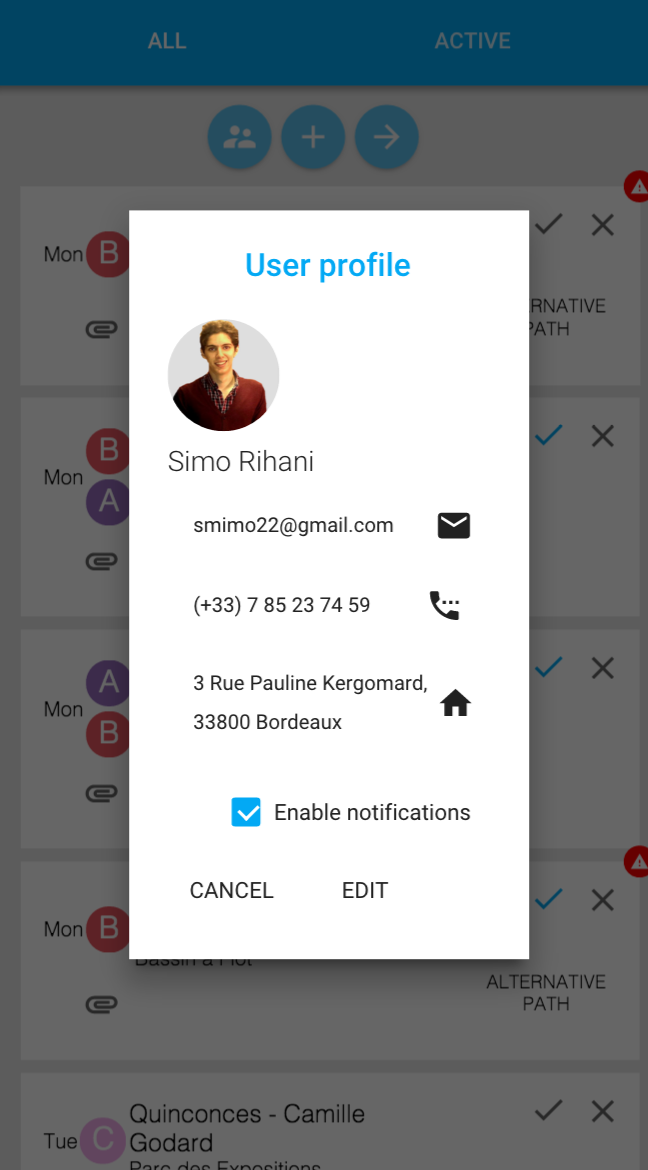 ALL
ACTIVE
User profile
Mon B
RNATIVE
PATH
Simo Rihani
Mon
B
A
smimo22@gmail.com
(+33) 7 85 23 74 59
3 Rue Pauline Kergomard,
33800 Bordeaux
Mon
A
B
Enable notifications
CANCEL
EDIT
Mon B
Bassin à Flot
ALTERNATIVE
PATH
Quinconces - Camille
Godard
Tue C
Parc des Expositions